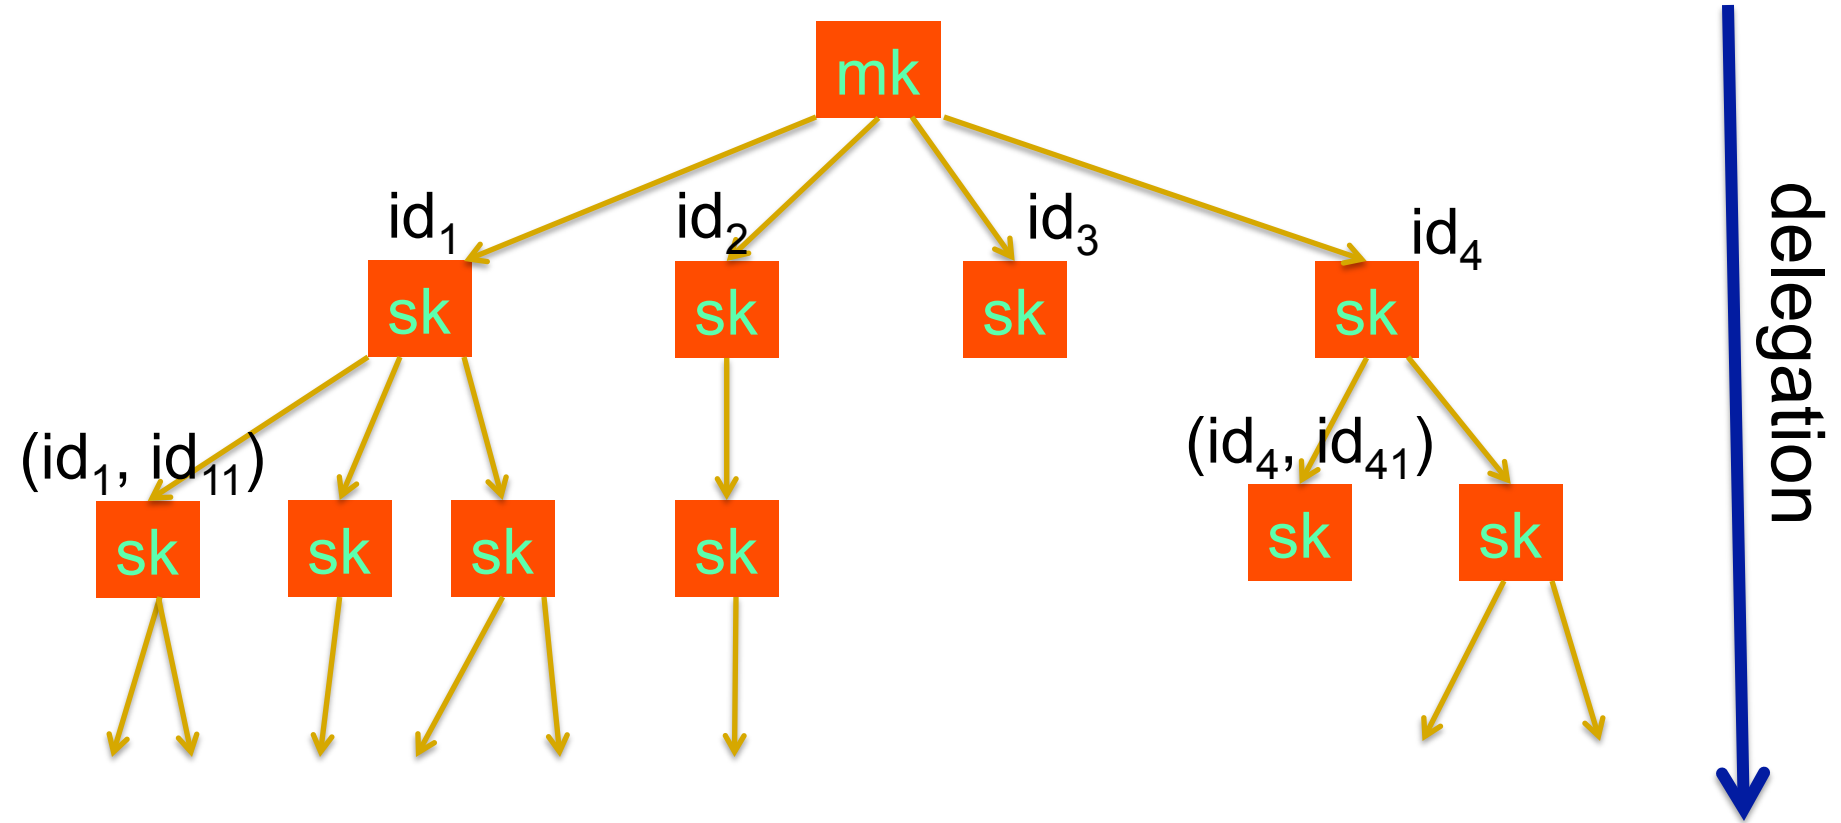 mk
id₁
id₂
id₃
id₄
sk
sk
sk
sk
(id₁, id₁₁)
(id₄, id₄₁)
sk
sk
sk
sk
sk
sk
delegation